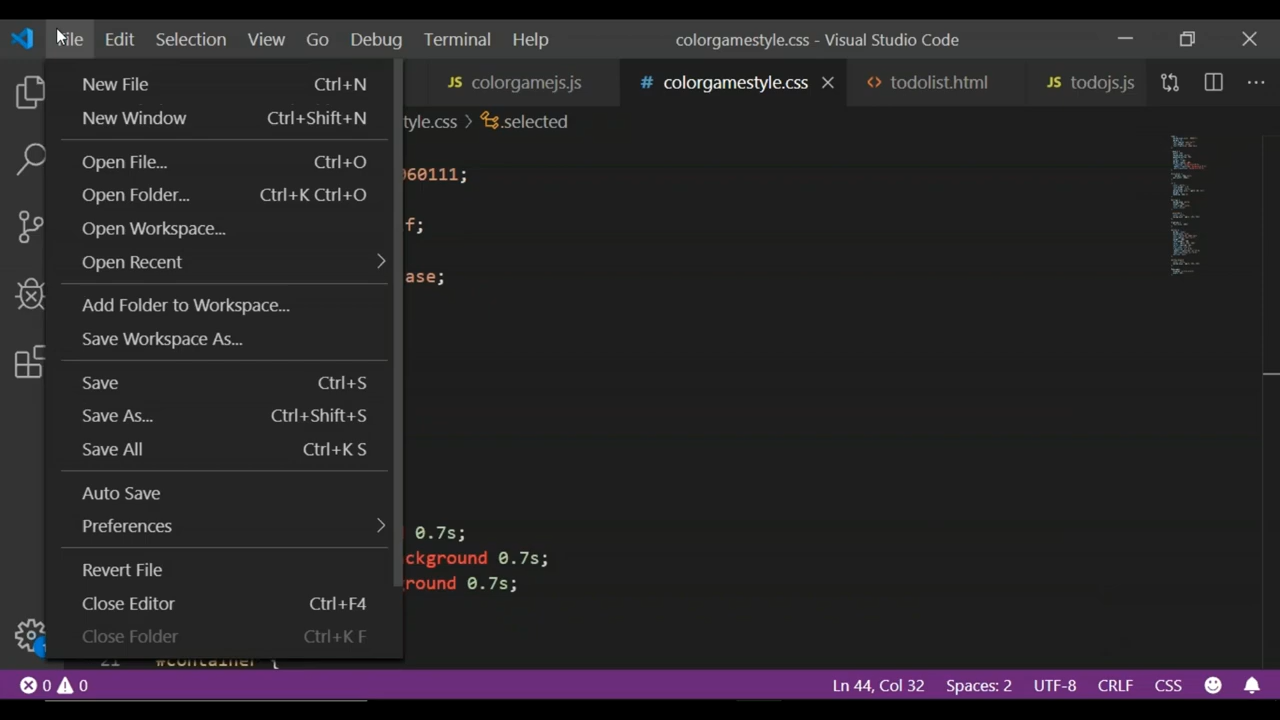 File Edit Selection View Go Debug Terminal Help colorgamestyle.css - Visual Studio Code
JS colorgamejs.js # colorgamestyle.css <> todolist.html JS todojs.js
tyle.css > .selected
New File Ctrl+N
New Window Ctrl+Shift+N
Open File... Ctrl+O
Open Folder... Ctrl+K Ctrl+O
Open Workspace...
Open Recent
Add Folder to Workspace...
Save Workspace As...
Save Ctrl+S
Save As... Ctrl+Shift+S
Save All Ctrl+K S
Auto Save
Preferences
Revert File
Close Editor Ctrl+F4
Close Folder Ctrl+K F
060111;
f;
ase;
0.7s;
ckground 0.7s;
round 0.7s;
21 #container {
0 0 Ln 44, Col 32 Spaces: 2 UTF-8 CRLF CSS